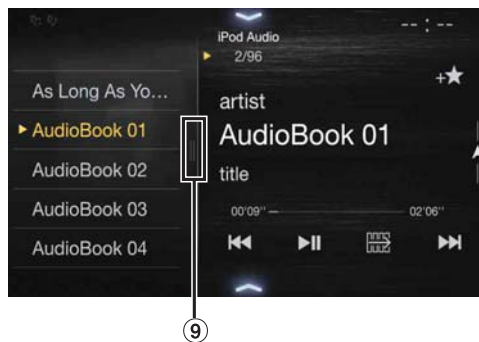 -- : --
iPod Audio
2/96
As Long As Yo...
AudioBook 01
AudioBook 02
AudioBook 03
AudioBook 04
artist
AudioBook 01
title
00'09''
02'06''
9